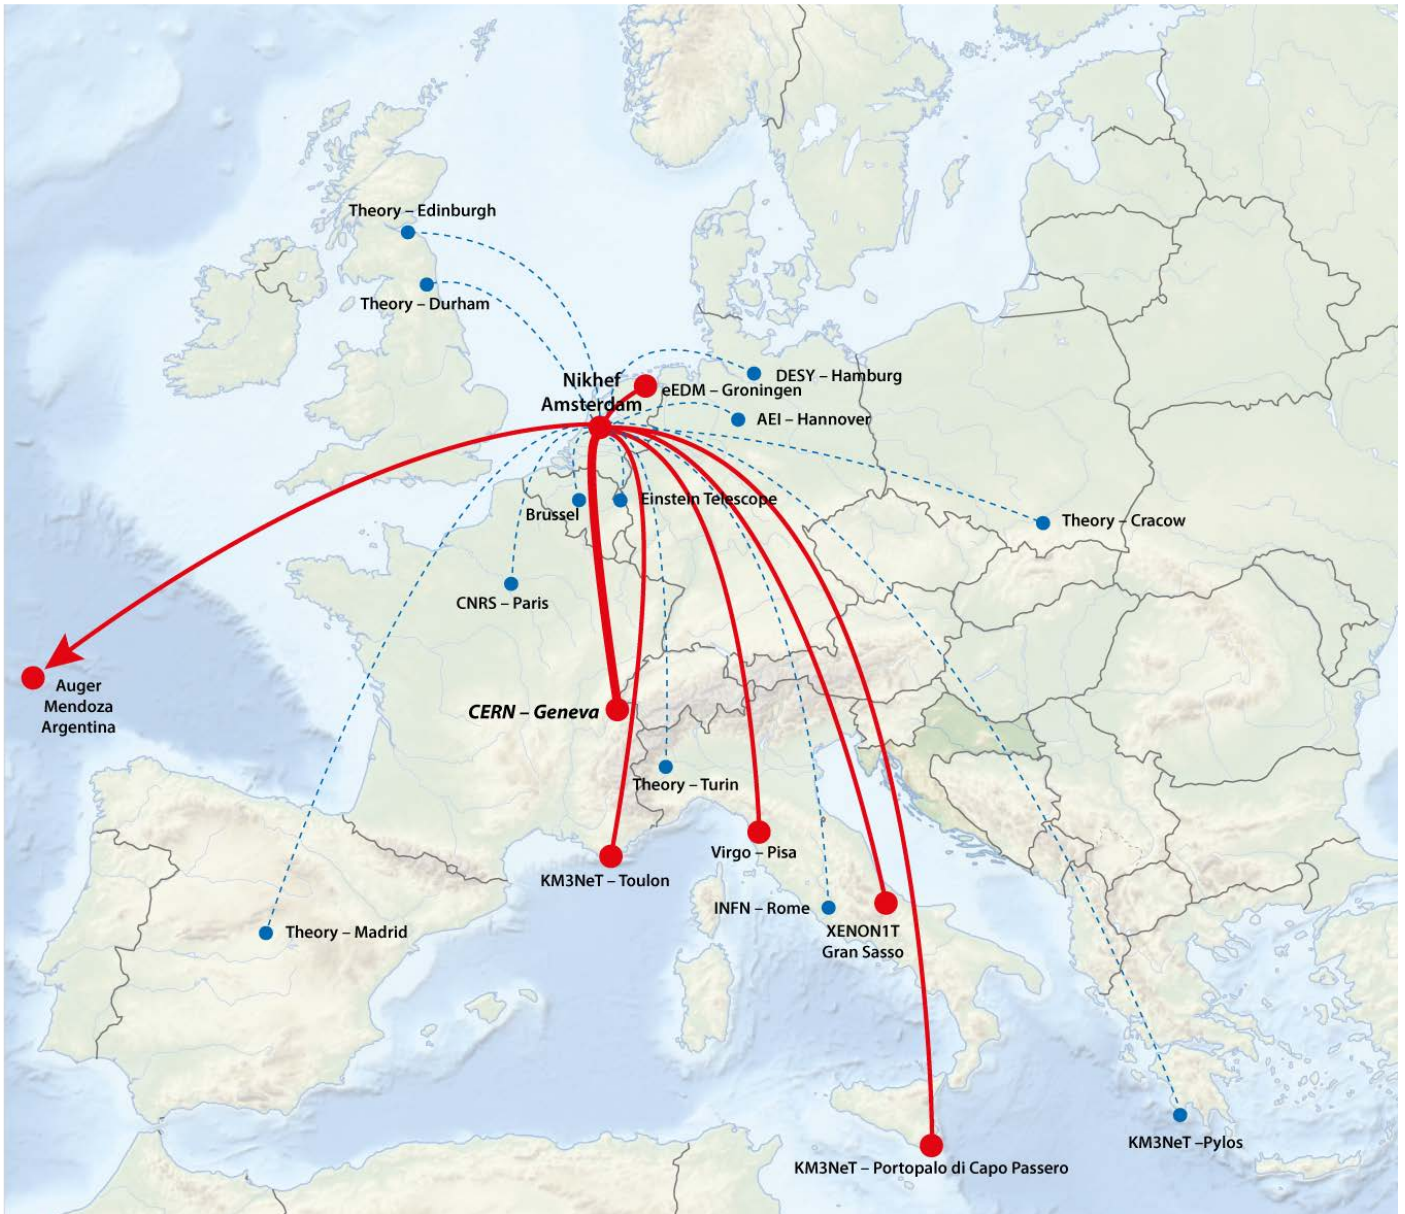 Theory – Edinburgh
Theory – Durham
Nikhef
Amsterdam
DESY – Hamburg
eEDM – Groningen
AEI – Hannover
Einstein Telescope
Brussel
Theory – Cracow
CNRS – Paris
Auger
Mendoza
Argentina
CERN – Geneva
Theory – Turin
Virgo – Pisa
KM3NeT – Toulon
INFN – Rome
XENON1T
Gran Sasso
Theory – Madrid
KM3NeT –Pylos
KM3NeT – Portopalo di Capo Passero